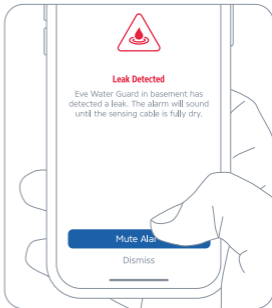 Leak Detected
Eve Water Guard in basement has
detected a leak. The alarm will sound
until the sensing cable is fully dry.
Mute Alar
Dismiss